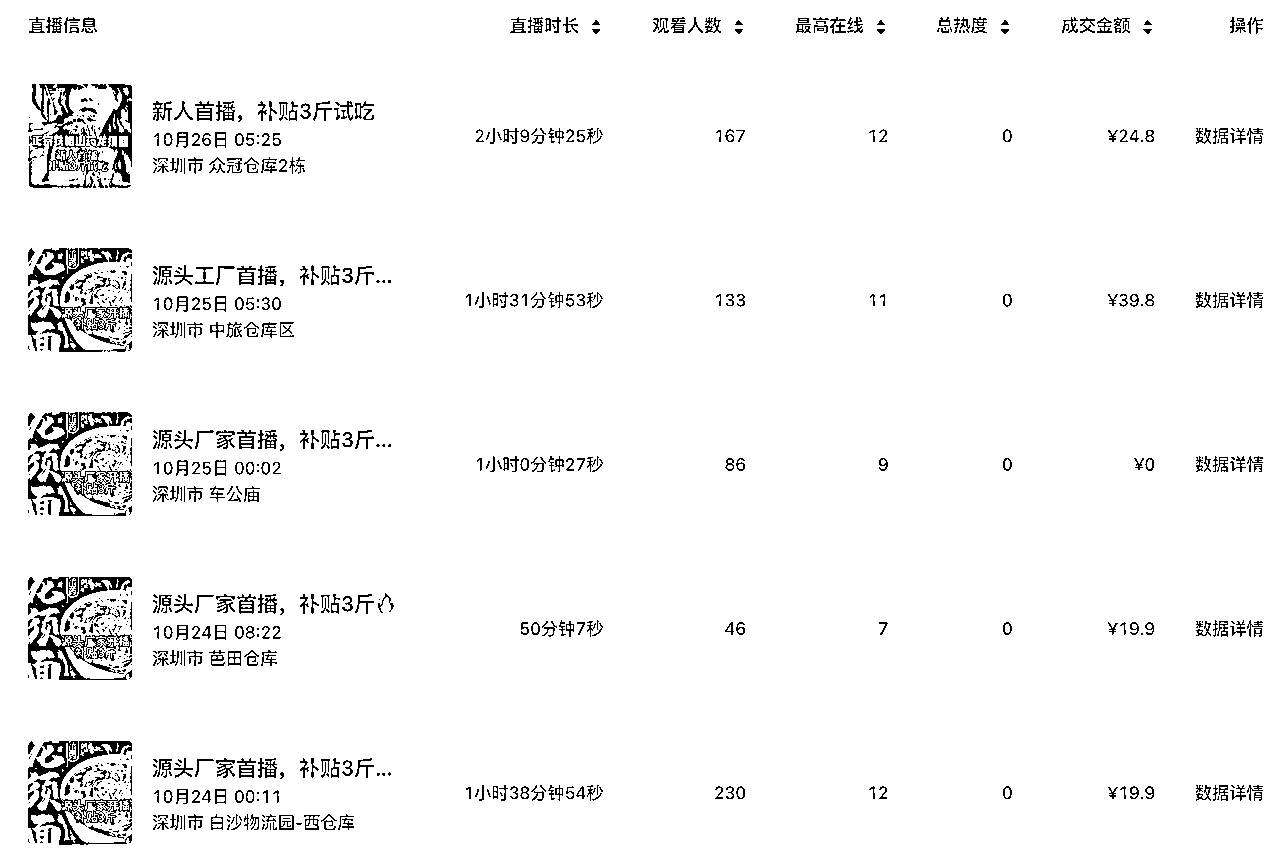 直播信息 直播时长 观看人数 最高在线 总热度 成交金额 操作
新人首播，补贴3斤试吃
10月26日 05:25
深圳市 众冠仓库2栋
2小时9分钟25秒 167 12 0 ¥24.8 数据详情
源头工厂首播，补贴3斤...
10月25日 05:30
深圳市 中旅仓库区
1小时31分钟53秒 133 11 0 ¥39.8 数据详情
源头厂家首播，补贴3斤...
10月25日 00:02
深圳市 车公庙
1小时0分钟27秒 86 9 0 ¥0 数据详情
源头厂家首播，补贴3斤
10月24日 08:22
深圳市 芭田仓库
50分钟7秒 46 7 0 ¥19.9 数据详情
源头厂家首播，补贴3斤...
10月24日 00:11
深圳市 白沙物流园-西仓库
1小时38分钟54秒 230 12 0 ¥19.9 数据详情